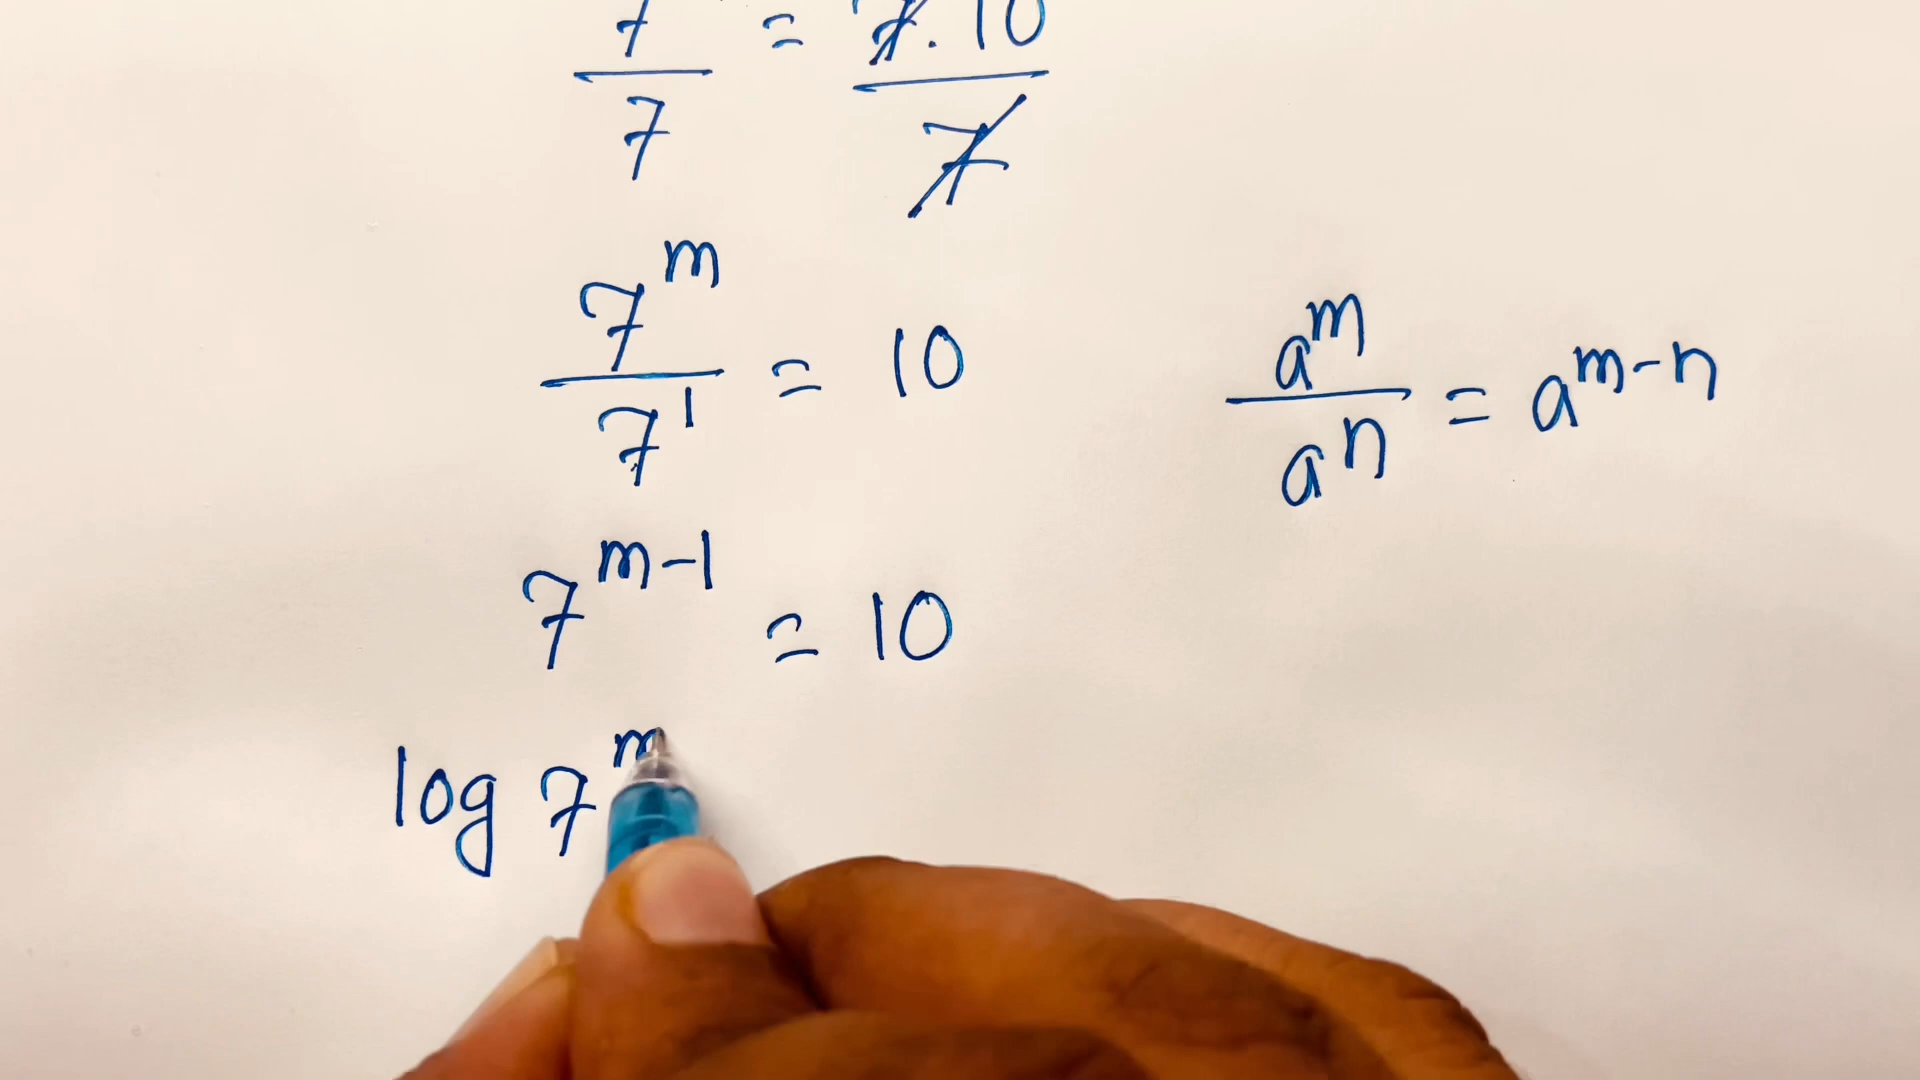 7/7 = 7·10/7
7^m/7^1 = 10
a^m/a^n = a^(m-n)
7^(m-1) = 10
log 7^m